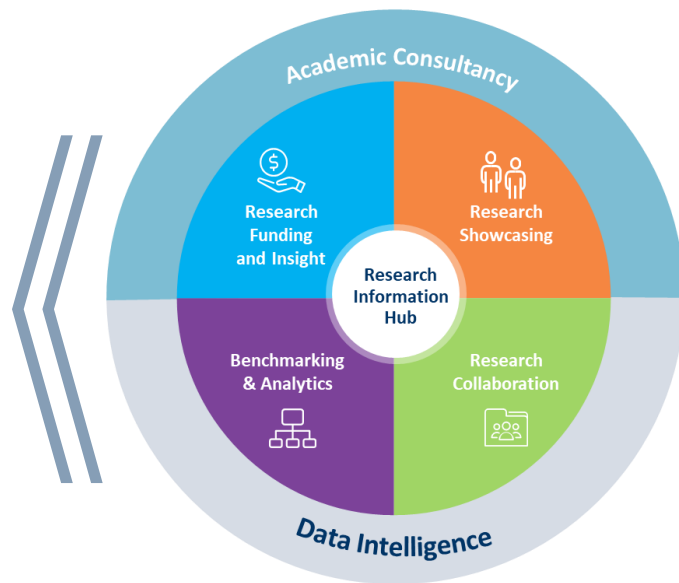 Academic Consultancy
$
Research
Funding
and Insight
Research
Showcasing
Research
Information
Hub
Benchmarking
& Analytics
Research
Collaboration
Data Intelligence